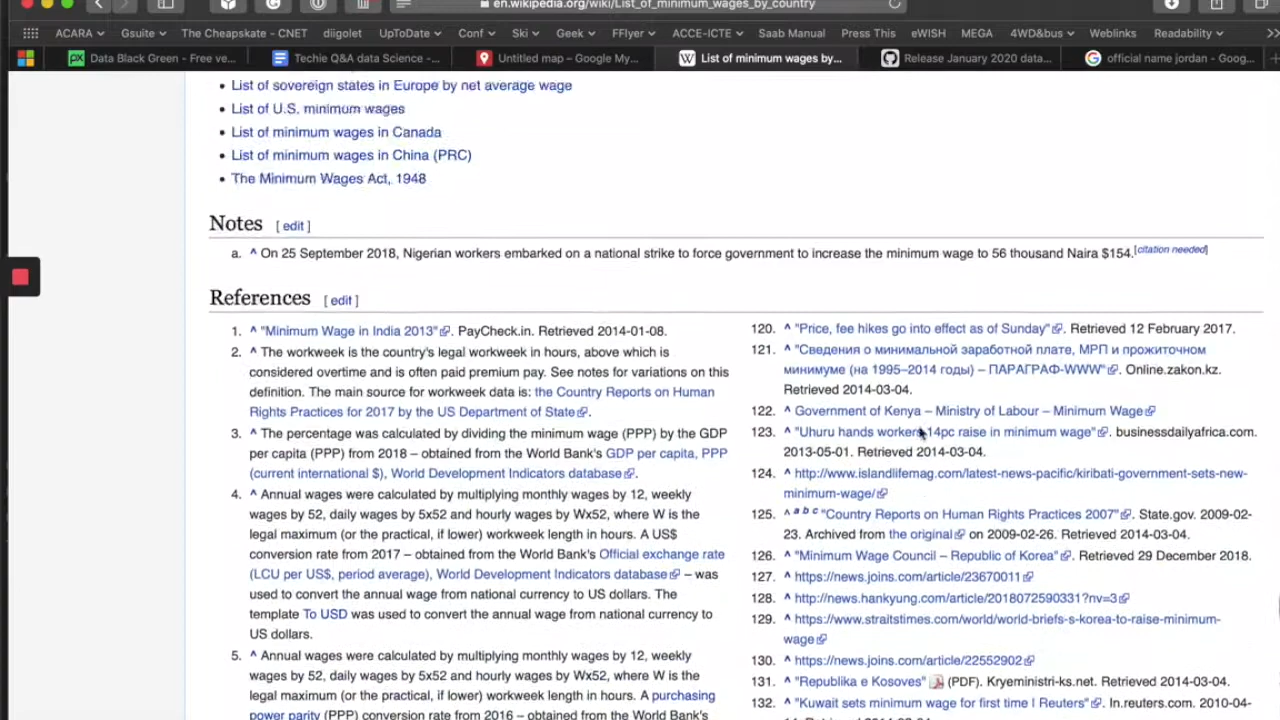 en.wikipedia.org/wiki/List_of_minimum_wages_by_country
ACARA Gsuite The Cheapskate - CNET diigolet UpToDate Conf Ski Geek FFlyer ACCE-ICTE Saab Manual Press This eWISH MEGA 4WD&bus Weblinks Readability
Data Black Green - Free ve... Techie Q&A data Science -... Untitled map – Google My... List of minimum wages by... Release January 2020 data... official name jordan - Goog...
• List of sovereign states in Europe by net average wage
• List of U.S. minimum wages
• List of minimum wages in Canada
• List of minimum wages in China (PRC)
• The Minimum Wages Act, 1948
Notes [ edit ]
a. ^ On 25 September 2018, Nigerian workers embarked on a national strike to force government to increase the minimum wage to 56 thousand Naira $154.[citation needed]
References [ edit ]
1. ^ "Minimum Wage in India 2013". PayCheck.in. Retrieved 2014-01-08.
2. ^ The workweek is the country's legal workweek in hours, above which is
considered overtime and is often paid premium pay. See notes for variations on this
definition. The main source for workweek data is: the Country Reports on Human
Rights Practices for 2017 by the US Department of State.
3. ^ The percentage was calculated by dividing the minimum wage (PPP) by the GDP
per capita (PPP) from 2018 – obtained from the World Bank's GDP per capita, PPP
(current international $), World Development Indicators database.
4. ^ Annual wages were calculated by multiplying monthly wages by 12, weekly
wages by 52, daily wages by 5x52 and hourly wages by Wx52, where W is the
legal maximum (or the practical, if lower) workweek length in hours. A US$
conversion rate from 2017 – obtained from the World Bank's Official exchange rate
(LCU per US$, period average), World Development Indicators database – was
used to convert the annual wage from national currency to US dollars. The
template To USD was used to convert the annual wage from national currency to
US dollars.
5. ^ Annual wages were calculated by multiplying monthly wages by 12, weekly
wages by 52, daily wages by 5x52 and hourly wages by Wx52, where W is the
legal maximum (or the practical, if lower) workweek length in hours. A purchasing
power parity (PPP) conversion rate from 2016 – obtained from the World Bank's
120. ^ "Price, fee hikes go into effect as of Sunday". Retrieved 12 February 2017.
121. ^ "Сведения о минимальной заработной плате, МРП и прожиточном
минимуме (на 1995–2014 годы) – ПАРАГРАФ-WWW". Online.zakon.kz.
Retrieved 2014-03-04.
122. ^ Government of Kenya – Ministry of Labour – Minimum Wage
123. ^ "Uhuru hands workers 14pc raise in minimum wage". businessdailyafrica.com.
2013-05-01. Retrieved 2014-03-04.
124. ^ http://www.islandlifemag.com/latest-news-pacific/kiribati-government-sets-new-
minimum-wage/
125. ^ a b c "Country Reports on Human Rights Practices 2007". State.gov. 2009-02-
23. Archived from the original on 2009-02-26. Retrieved 2014-03-04.
126. ^ "Minimum Wage Council – Republic of Korea". Retrieved 29 December 2018.
127. ^ https://news.joins.com/article/23670011
128. ^ http://news.hankyung.com/article/2018072590331?nv=3
129. ^ https://www.straitstimes.com/world/world-briefs-s-korea-to-raise-minimum-
wage
130. ^ https://news.joins.com/article/22552902
131. ^ "Republika e Kosoves" (PDF). Kryeministri-ks.net. Retrieved 2014-03-04.
132. ^ "Kuwait sets minimum wage for first time | Reuters". In.reuters.com. 2010-04-